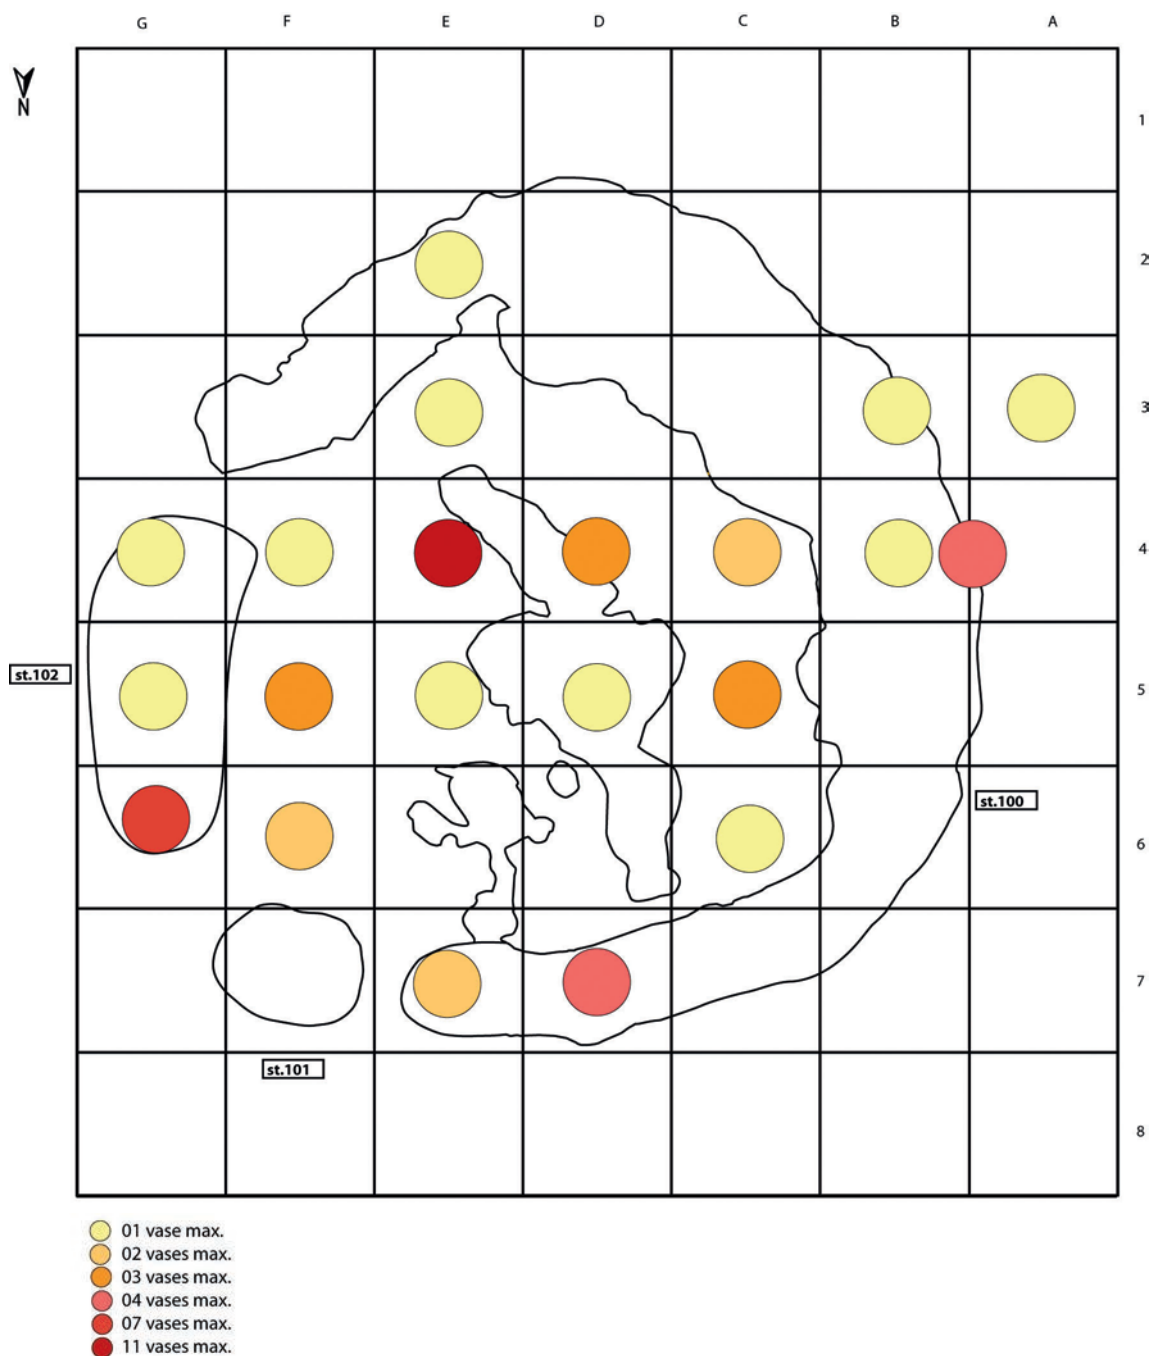 G F E D C B A
N
1
2
3
4
st.102
5
st.100
6
7
st.101
8
01 vase max.
02 vases max.
03 vases max.
04 vases max.
07 vases max.
11 vases max.